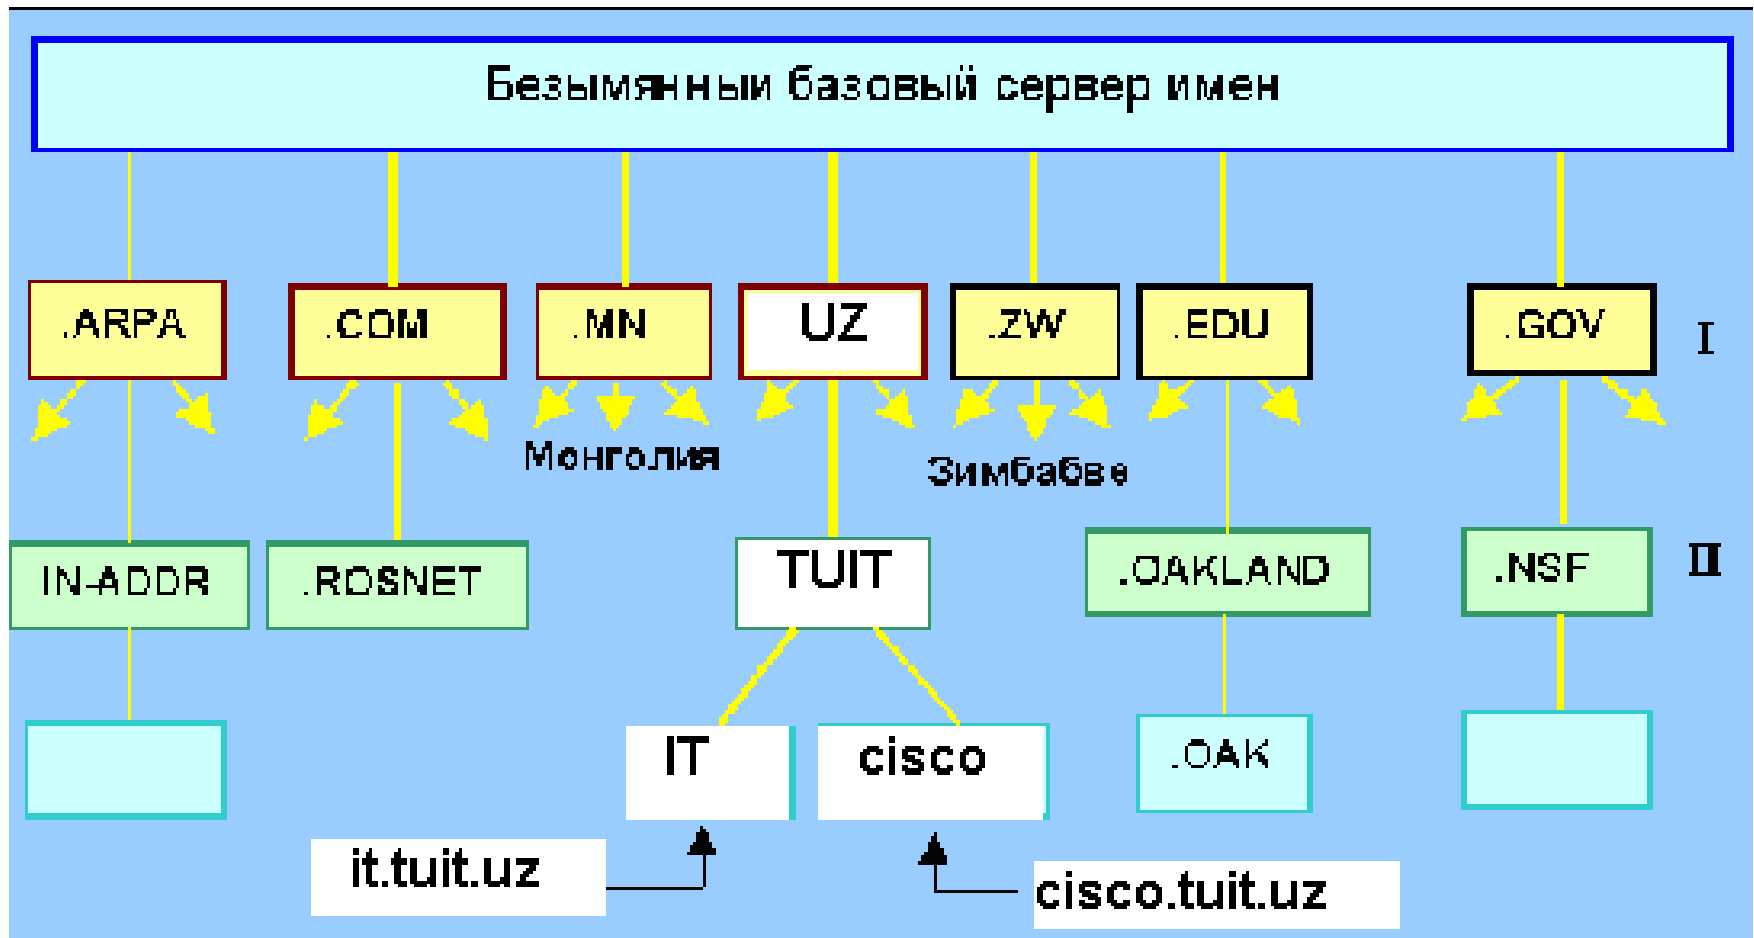 Безымянный базовый сервер имен
.ARPA
.COM
.MN
UZ
.ZW
.EDU
.GOV
I
Монголия
Зимбабве
IN-ADDR
.ROSNET
TUIT
.OAKLAND
.NSF
II
IT
cisco
.OAK
it.tuit.uz
cisco.tuit.uz